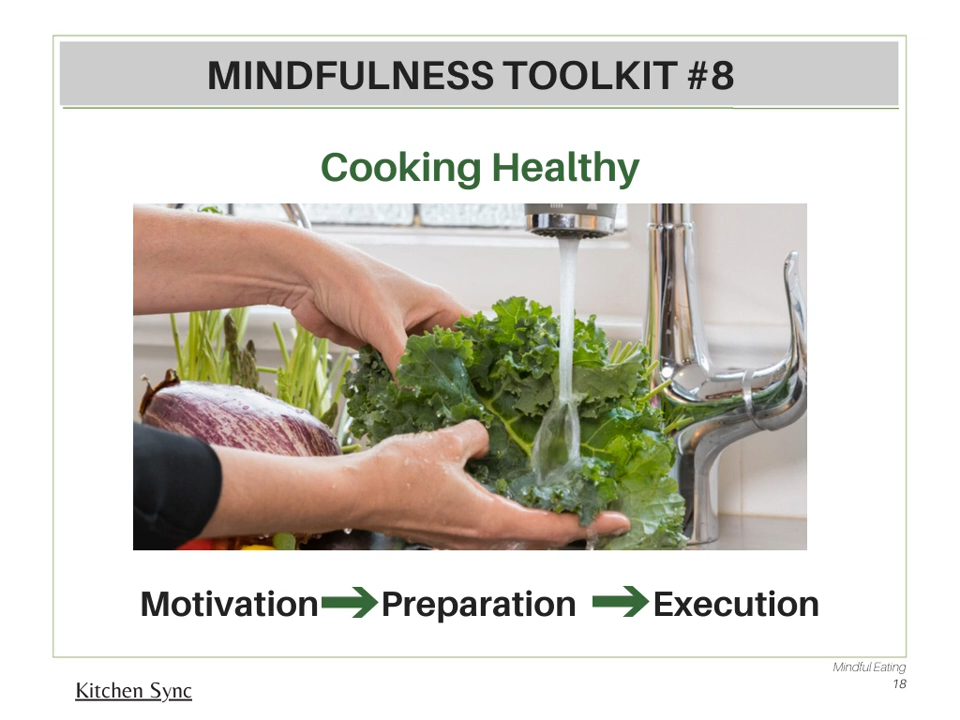 MINDFULNESS TOOLKIT #8
Cooking Healthy
Motivation Preparation Execution
Mindful Eating
18
Kitchen Sync